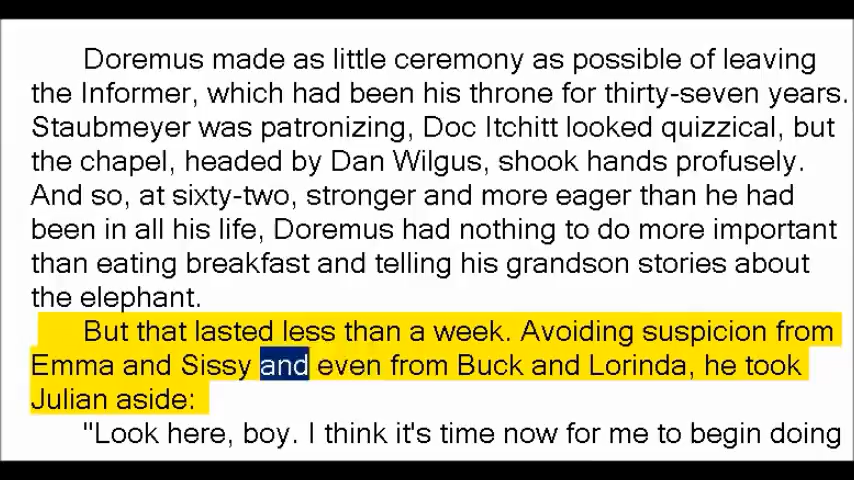 Doremus made as little ceremony as possible of leaving
the Informer, which had been his throne for thirty-seven years.
Staubmeyer was patronizing, Doc Itchitt looked quizzical, but
the chapel, headed by Dan Wilgus, shook hands profusely.
And so, at sixty-two, stronger and more eager than he had
been in all his life, Doremus had nothing to do more important
than eating breakfast and telling his grandson stories about
the elephant.
But that lasted less than a week. Avoiding suspicion from
Emma and Sissy and even from Buck and Lorinda, he took
Julian aside:
"Look here, boy. I think it's time now for me to begin doing